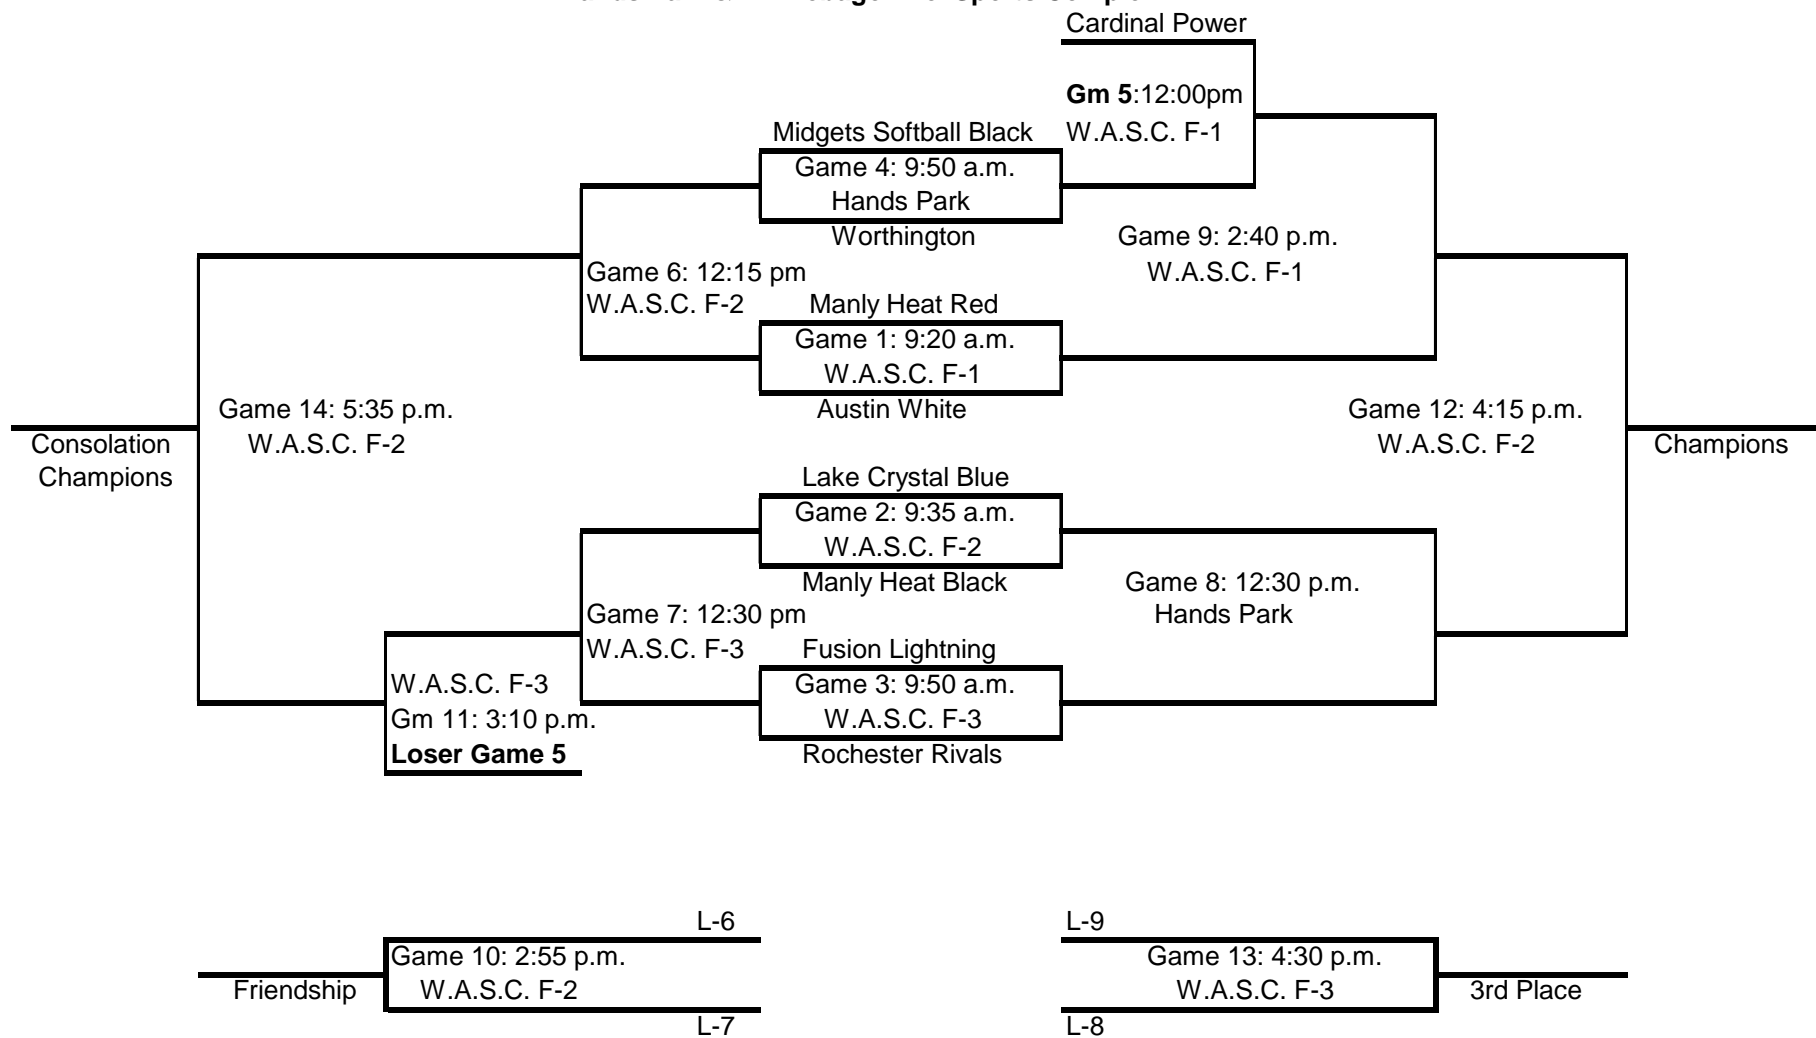 Cardinal Power
Gm 5:12:00pm
W.A.S.C. F-1
Midgets Softball Black
Game 4: 9:50 a.m.
Hands Park
Worthington
Game 9: 2:40 p.m.
W.A.S.C. F-1
Game 6: 12:15 pm
W.A.S.C. F-2
Manly Heat Red
Game 1: 9:20 a.m.
W.A.S.C. F-1
Austin White
Game 14: 5:35 p.m.
W.A.S.C. F-2
Consolation
Champions
Game 12: 4:15 p.m.
W.A.S.C. F-2
Champions
Lake Crystal Blue
Game 2: 9:35 a.m.
W.A.S.C. F-2
Manly Heat Black
Game 8: 12:30 p.m.
Hands Park
Game 7: 12:30 pm
W.A.S.C. F-3
Fusion Lightning
Game 3: 9:50 a.m.
W.A.S.C. F-3
Rochester Rivals
W.A.S.C. F-3
Gm 11: 3:10 p.m.
Loser Game 5
L-6
Game 10: 2:55 p.m.
W.A.S.C. F-2
Friendship
L-7
L-9
Game 13: 4:30 p.m.
W.A.S.C. F-3
3rd Place
L-8